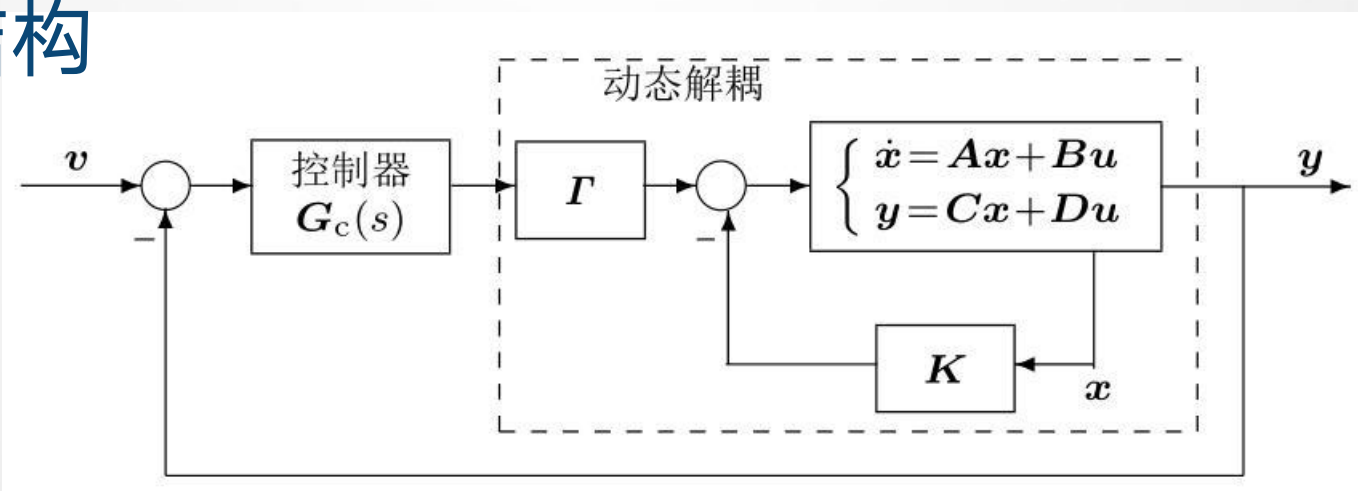 构
动态解耦
v
控制器
G_c(s)
−
Γ
−
ẋ=Ax+Bu
y=Cx+Du
y
K
x